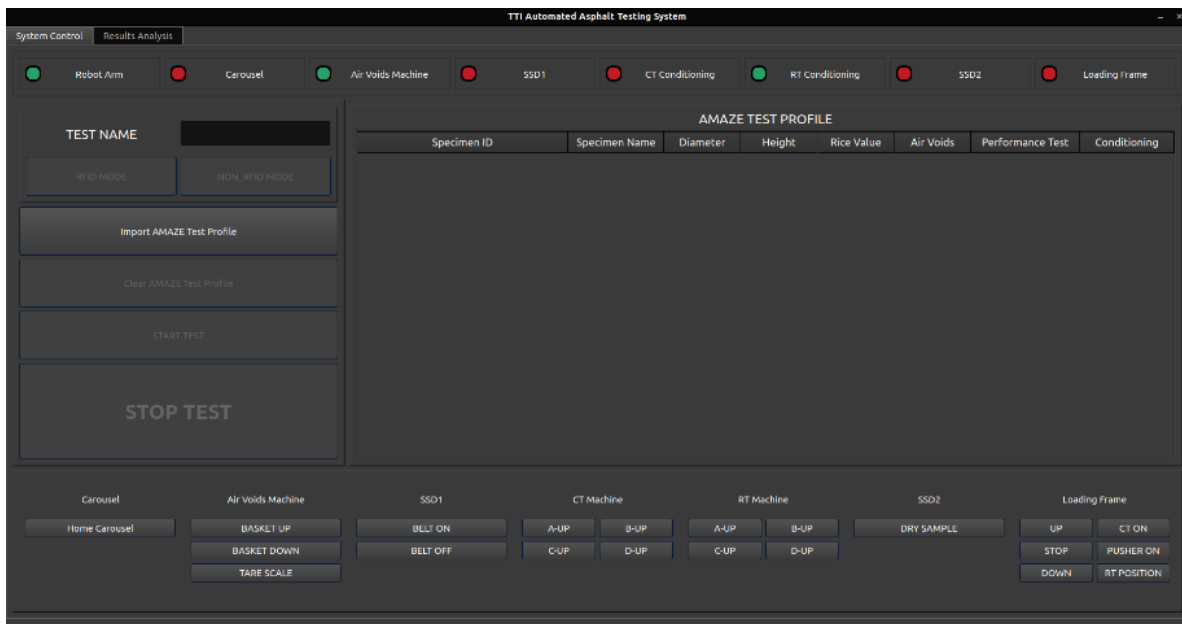 TTI Automated Asphalt Testing System
System Control Results Analysis
Robot Arm Carousel Air Voids Machine SSD1 CT Conditioning RT Conditioning SSD2 Loading Frame
AMAZE TEST PROFILE
TEST NAME
Specimen ID Specimen Name Diameter Height Rice Value Air Voids Performance Test Conditioning
RFID MODE NON_RFID MODE
Import AMAZE Test Profile
Clear AMAZE Test Profile
START TEST
STOP TEST
Carousel Air Voids Machine SSD1 CT Machine RT Machine SSD2 Loading Frame
Home Carousel BASKET UP BELT ON A-UP B-UP A-UP B-UP DRY SAMPLE UP CT ON
BASKET DOWN BELT OFF C-UP D-UP C-UP D-UP STOP PUSHER ON
TARE SCALE DOWN RT POSITION